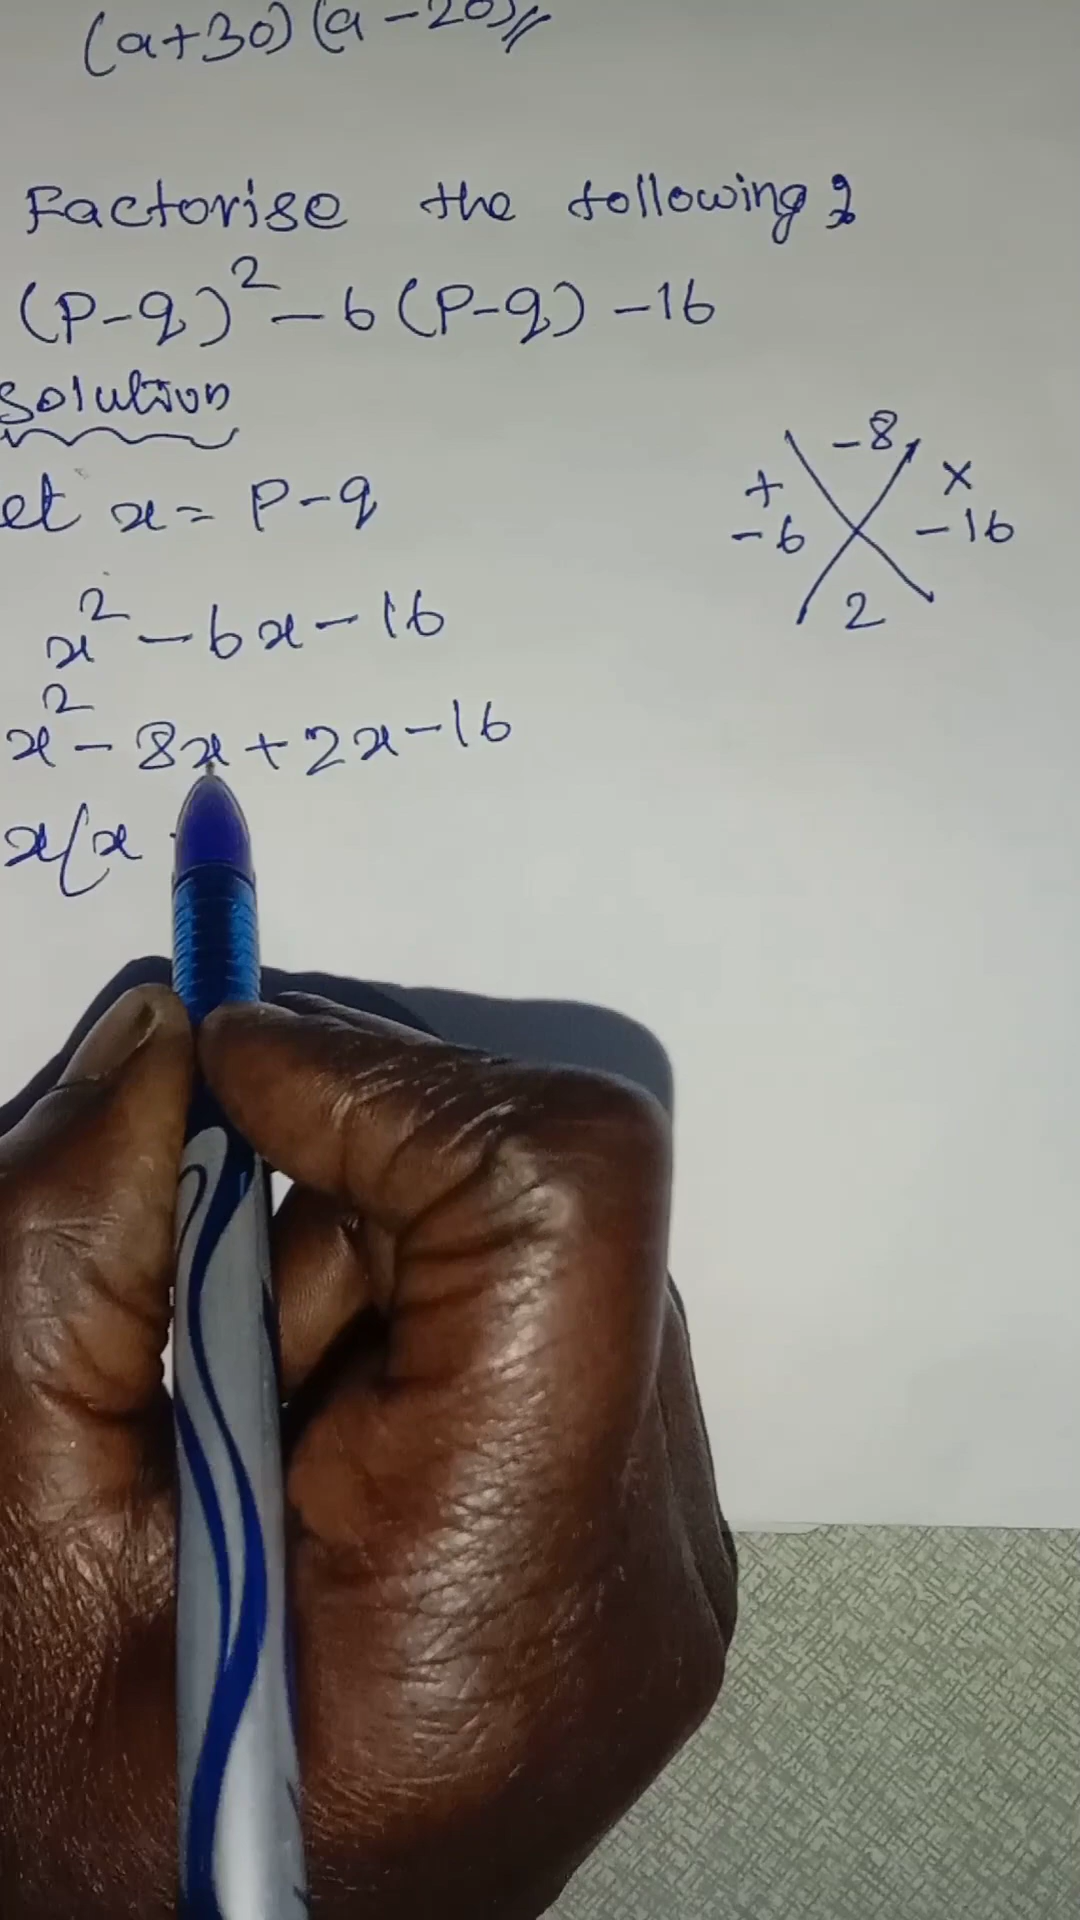 (a+30)(a-20)//
Factorise the following:
(p-q)² - 6(p-q) - 16
Solution
et x = p-q
x² - 6x - 16
x² - 8x + 2x - 16
x(x -
-8
+ ×
-6 -16
2